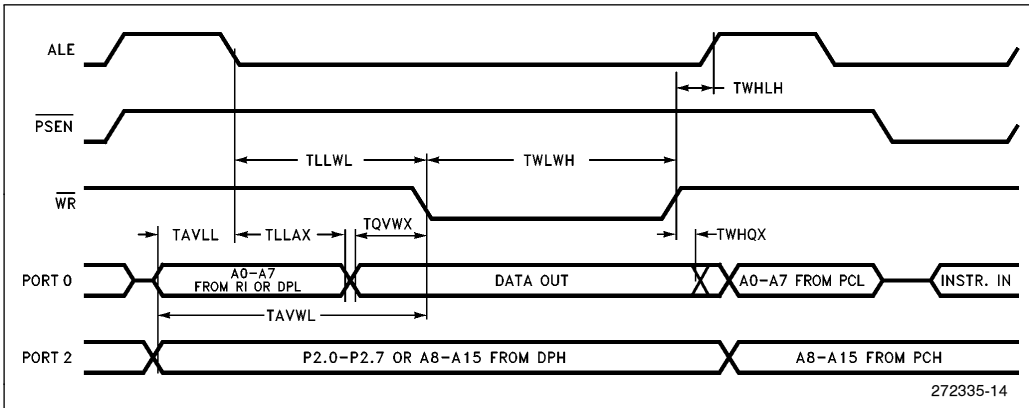 ALE
TWHLH
PSEN
TLLWL
TWLWH
WR
TQVWX
TAVLL
TLLAX
TWHQX
PORT 0
A0-A7
FROM RI OR DPL
DATA OUT
A0-A7 FROM PCL
INSTR. IN
TAVWL
PORT 2
P2.0-P2.7 OR A8-A15 FROM DPH
A8-A15 FROM PCH
272335-14